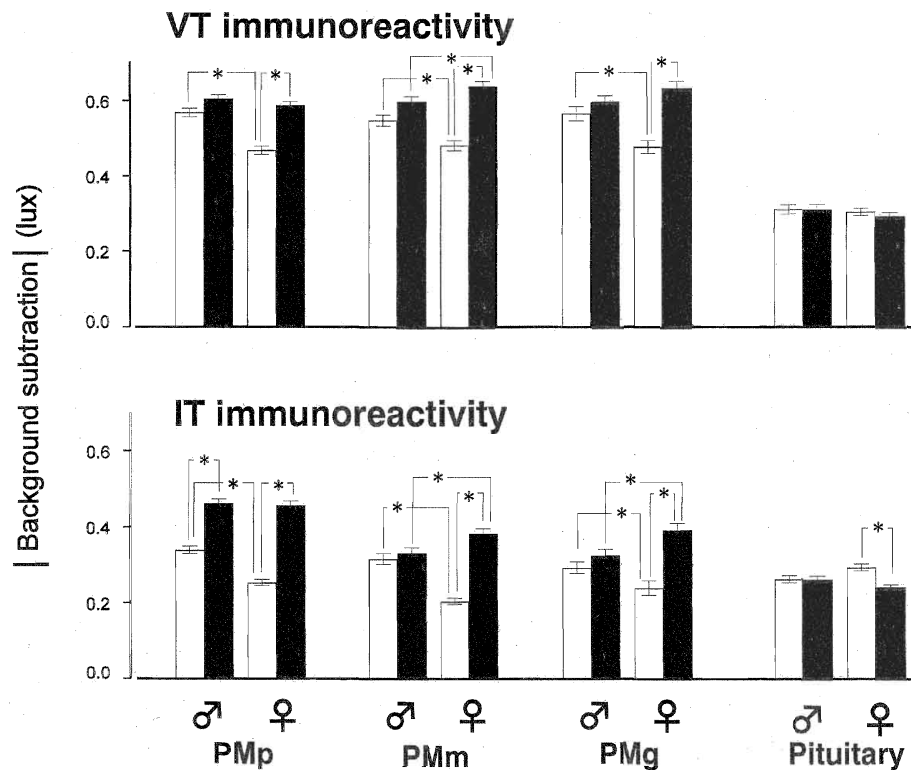 VT immunoreactivity
* * * * * * *
0.6
0.4
0.2
0.0
| Background subtraction | (lux)
IT immunoreactivity
* * * * * * * * * *
0.6
0.4
0.2
0.0
♂ ♀ ♂ ♀ ♂ ♀ ♂ ♀
PMp PMm PMg Pituitary